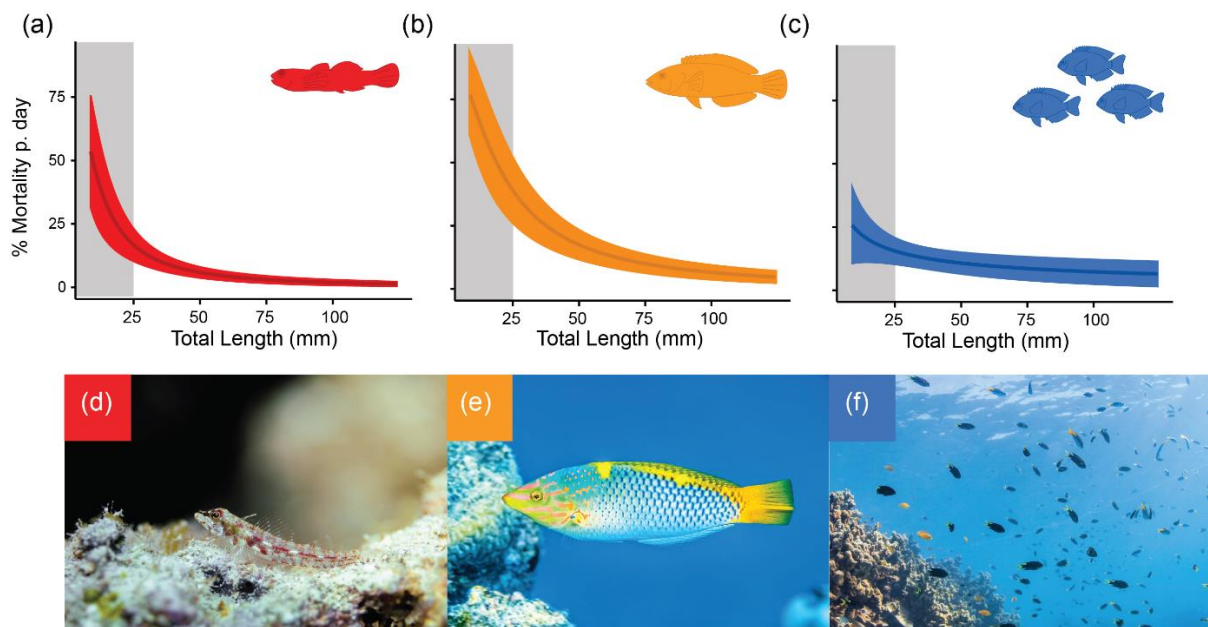 (a)
(b)
(c)
% Mortality p. day
75
50
25
0
25 50 75 100
Total Length (mm)
25 50 75 100
Total Length (mm)
25 50 75 100
Total Length (mm)
(d)
(e)
(f)